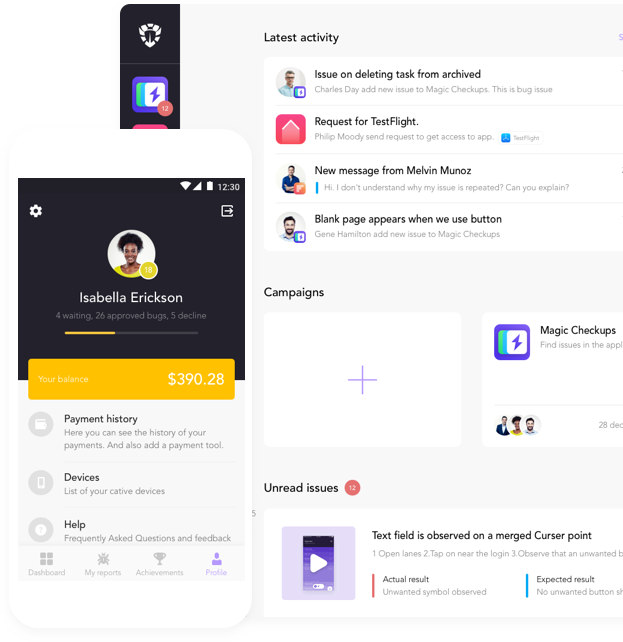 Latest activity
S
12
Issue on deleting task from archived
Charles Day add new issue to Magic Checkups. This is bug issue
Request for TestFlight.
Philip Moody send request to get access to app.
TestFlight
New message from Melvin Munoz
Hi. I don't understand why my issue is repeated? Can you explain?
Blank page appears when we use button
Gene Hamilton add new issue to Magic Checkups
Campaigns
Magic Checkups
Find issues in the appl
28 dec
Unread issues 12
5
Text field is observed on a merged Curser point
1 Open lanes 2.Tap on near the login 3.Observe that an unwanted b
Actual result
Unwanted symbol observed
Expected result
No unwanted button sh
12:30
18
Isabella Erickson
4 waiting, 26 approved bugs, 5 decline
Your balance
$390.28
Payment history
Here you can see the history of your
payments. And also add a payment tool.
Devices
List of your cative devices
Help
Frequently Asked Questions and feedback
Dashboard
My reports
Achievements
Profile